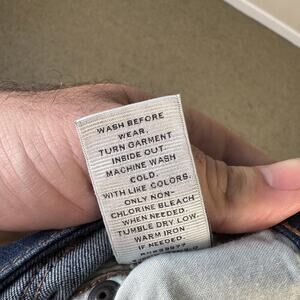 WASH BEFORE
WEAR.
TURN GARMENT
INSIDE OUT.
MACHINE WASH
COLD.
WITH LIKE COLORS.
ONLY NON-
CHLORINE BLEACH
WHEN NEEDED.
TUMBLE DRY LOW.
WARM IRON
IF NEEDED.